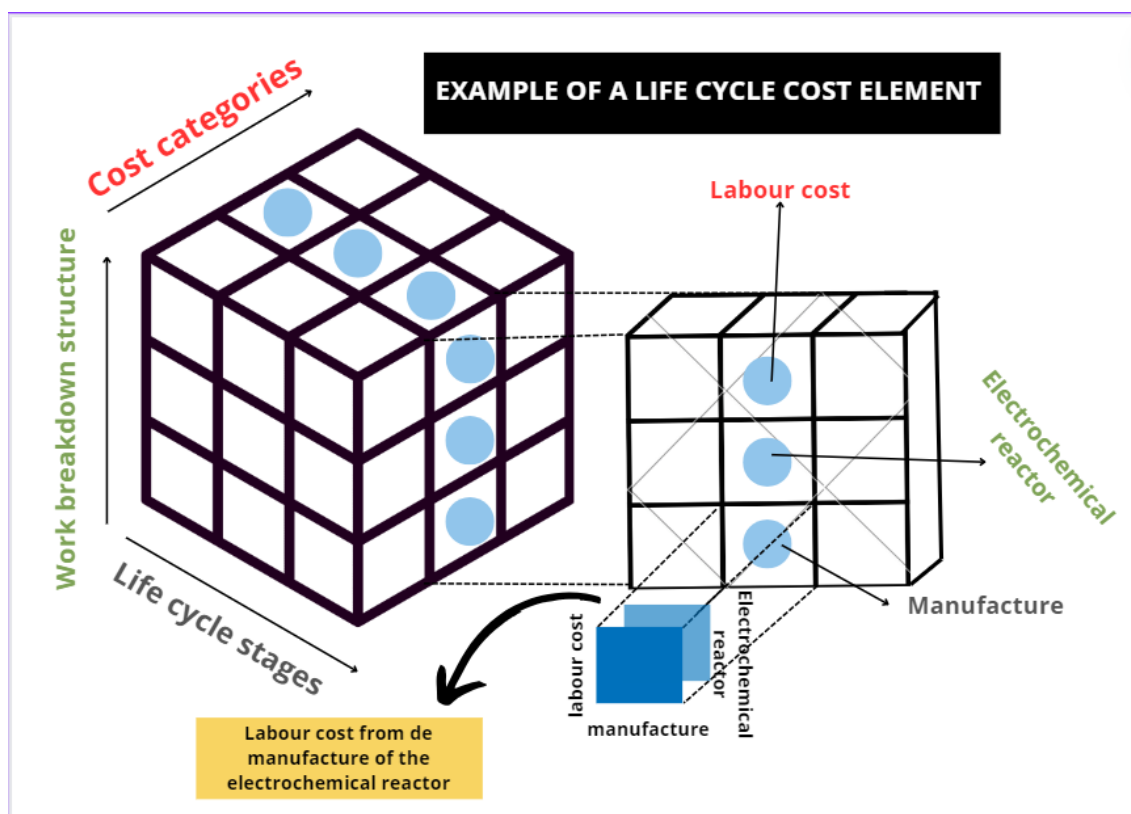 EXAMPLE OF A LIFE CYCLE COST ELEMENT
Cost categories
Work breakdown structure
Life cycle stages
Labour cost
Electrochemical
reactor
Manufacture
labour cost
manufacture
Electrochemical
reactor
Labour cost from de
manufacture of the
electrochemical reactor